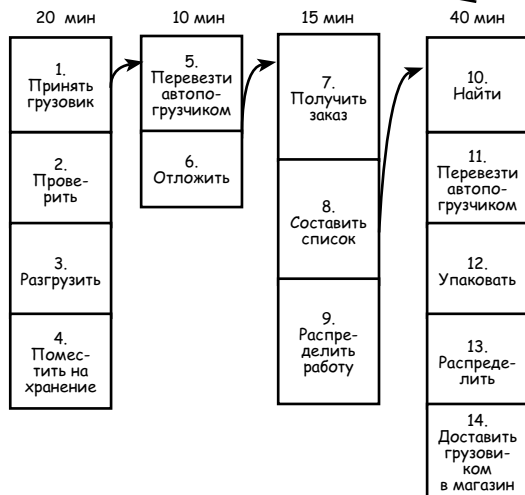 20 мин
1.
Принять
грузовик
2.
Прове-
рить
3.
Разгрузить
4.
Помес-
тить на
хранение
10 мин
5.
Перевезти
автопо-
грузчиком
6.
Отложить
15 мин
7.
Получить
заказ
8.
Составить
список
9.
Распре-
делить
работу
40 мин
10.
Найти
11.
Перевезти
автопо-
грузчиком
12.
Упаковать
13.
Распреде-
лить
14.
Доставить
грузови-
ком
в магазин